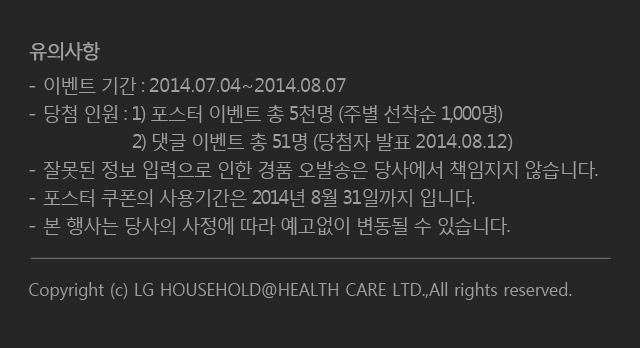 유의사항
- 이벤트 기간 : 2014.07.04~2014.08.07
- 당첨 인원 : 1) 포스터 이벤트 총 5천명 (주별 선착순 1,000명)
2) 댓글 이벤트 총 51명 (당첨자 발표 2014.08.12)
- 잘못된 정보 입력으로 인한 경품 오발송은 당사에서 책임지지 않습니다.
- 포스터 쿠폰의 사용기간은 2014년 8월 31일까지 입니다.
- 본 행사는 당사의 사정에 따라 예고없이 변동될 수 있습니다.
Copyright (c) LG HOUSEHOLD@HEALTH CARE LTD.,All rights reserved.